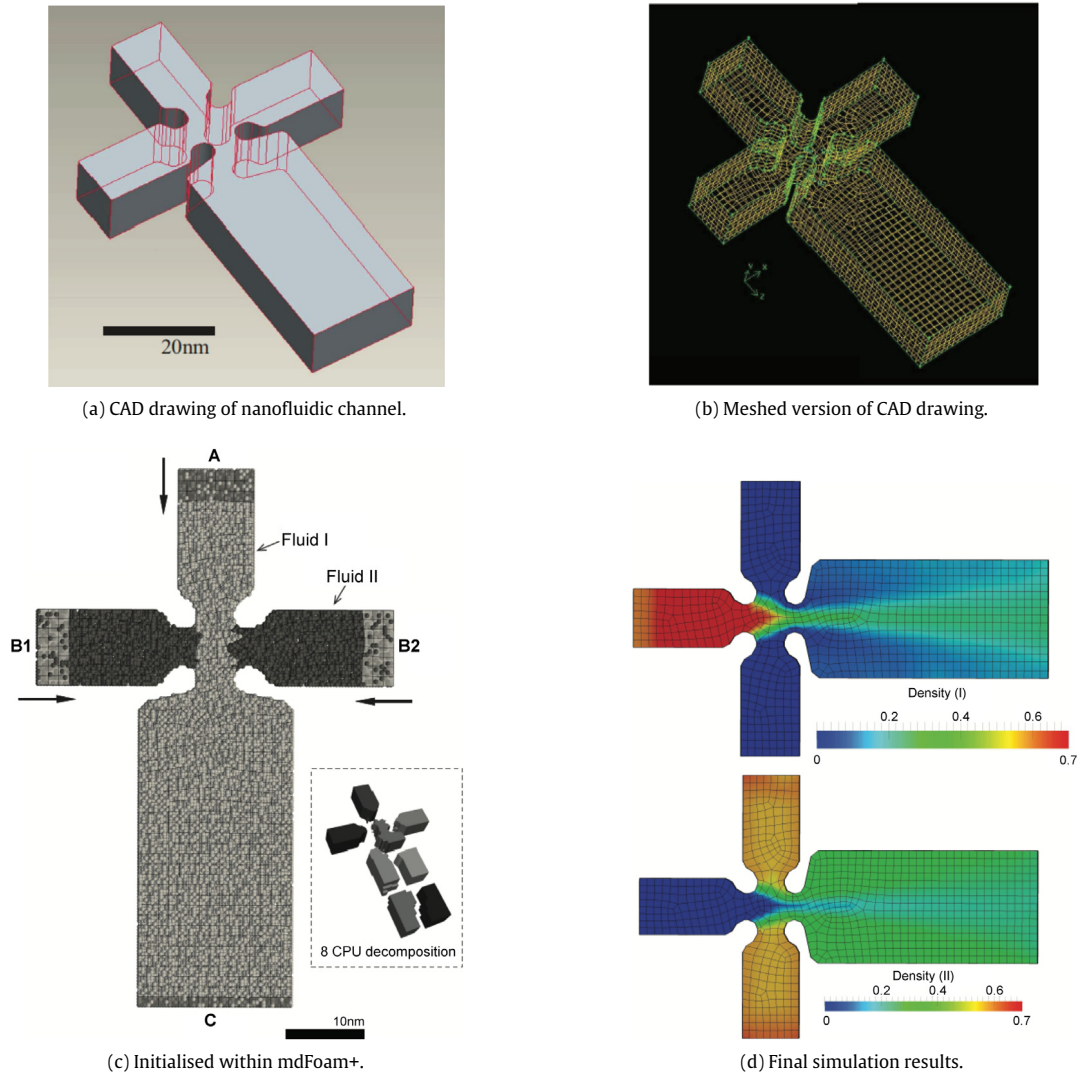 20nm
(a) CAD drawing of nanofluidic channel.
Y X
Z
(b) Meshed version of CAD drawing.
A
Fluid I
Fluid II
B1
B2
8 CPU decomposition
C
10nm
(c) Initialised within mdFoam+.
Density (I)
0.2 0.4 0.6
0 0.7
Density (II)
0.2 0.4 0.6
0 0.7
(d) Final simulation results.